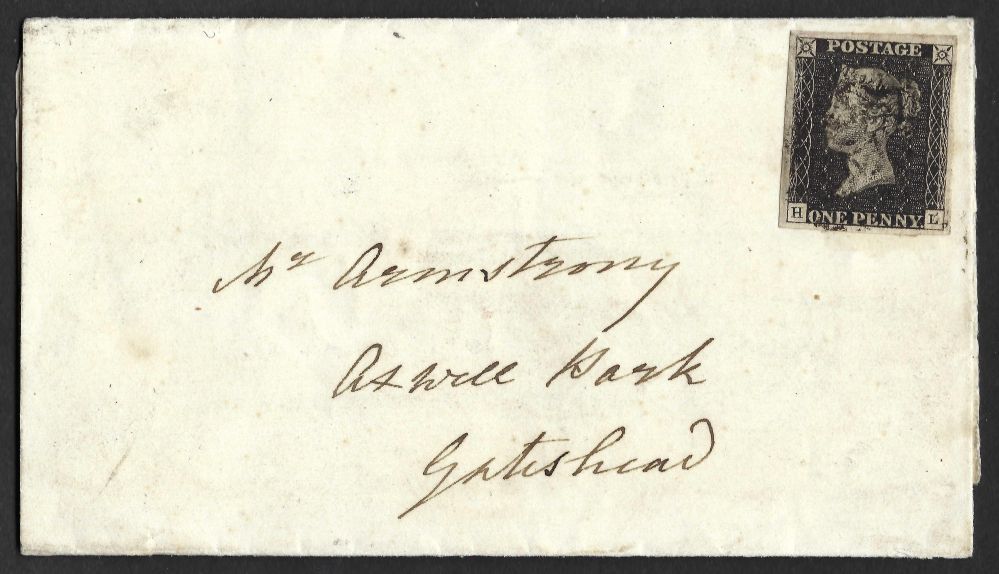 POSTAGE
H ONE PENNY. L
Mr Armstrong
Axwell Park
Gateshead